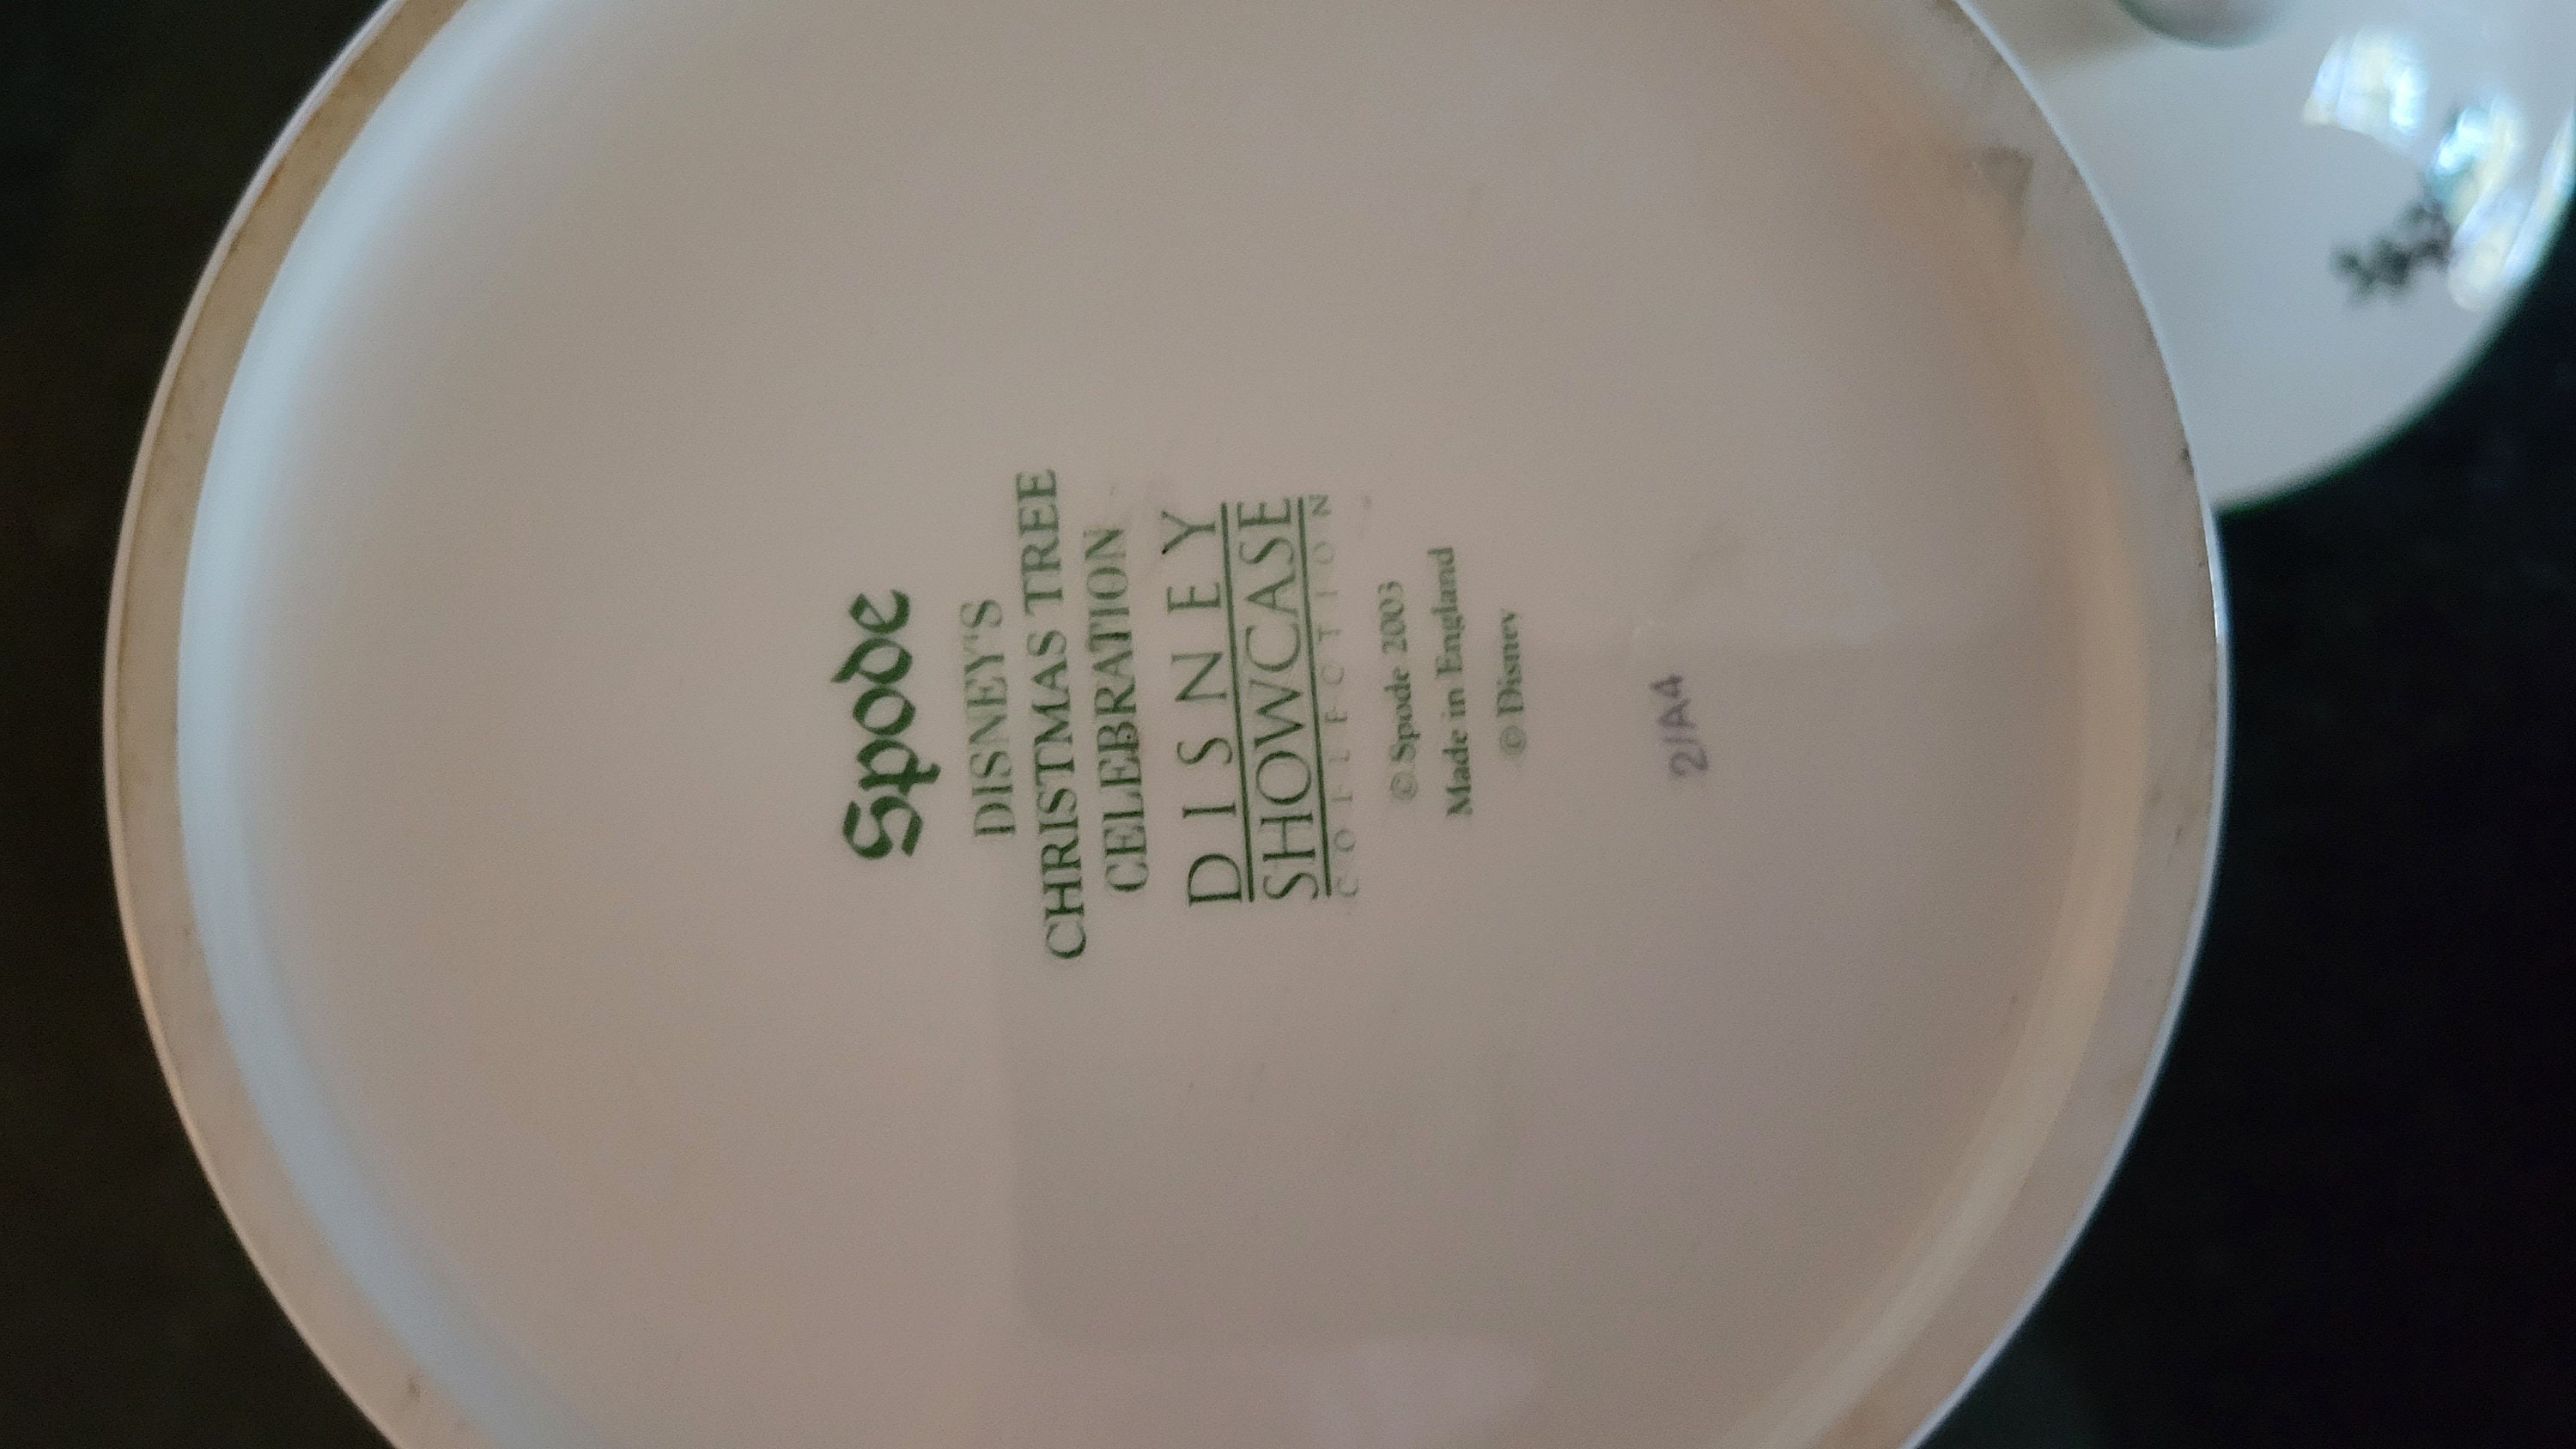 Spode
DISNEY'S
CHRISTMAS TREE
CELEBRATION
DISNEY
SHOWCASE
COLLECTION
© Spode 2003
Made in England
© Disney
2/A4